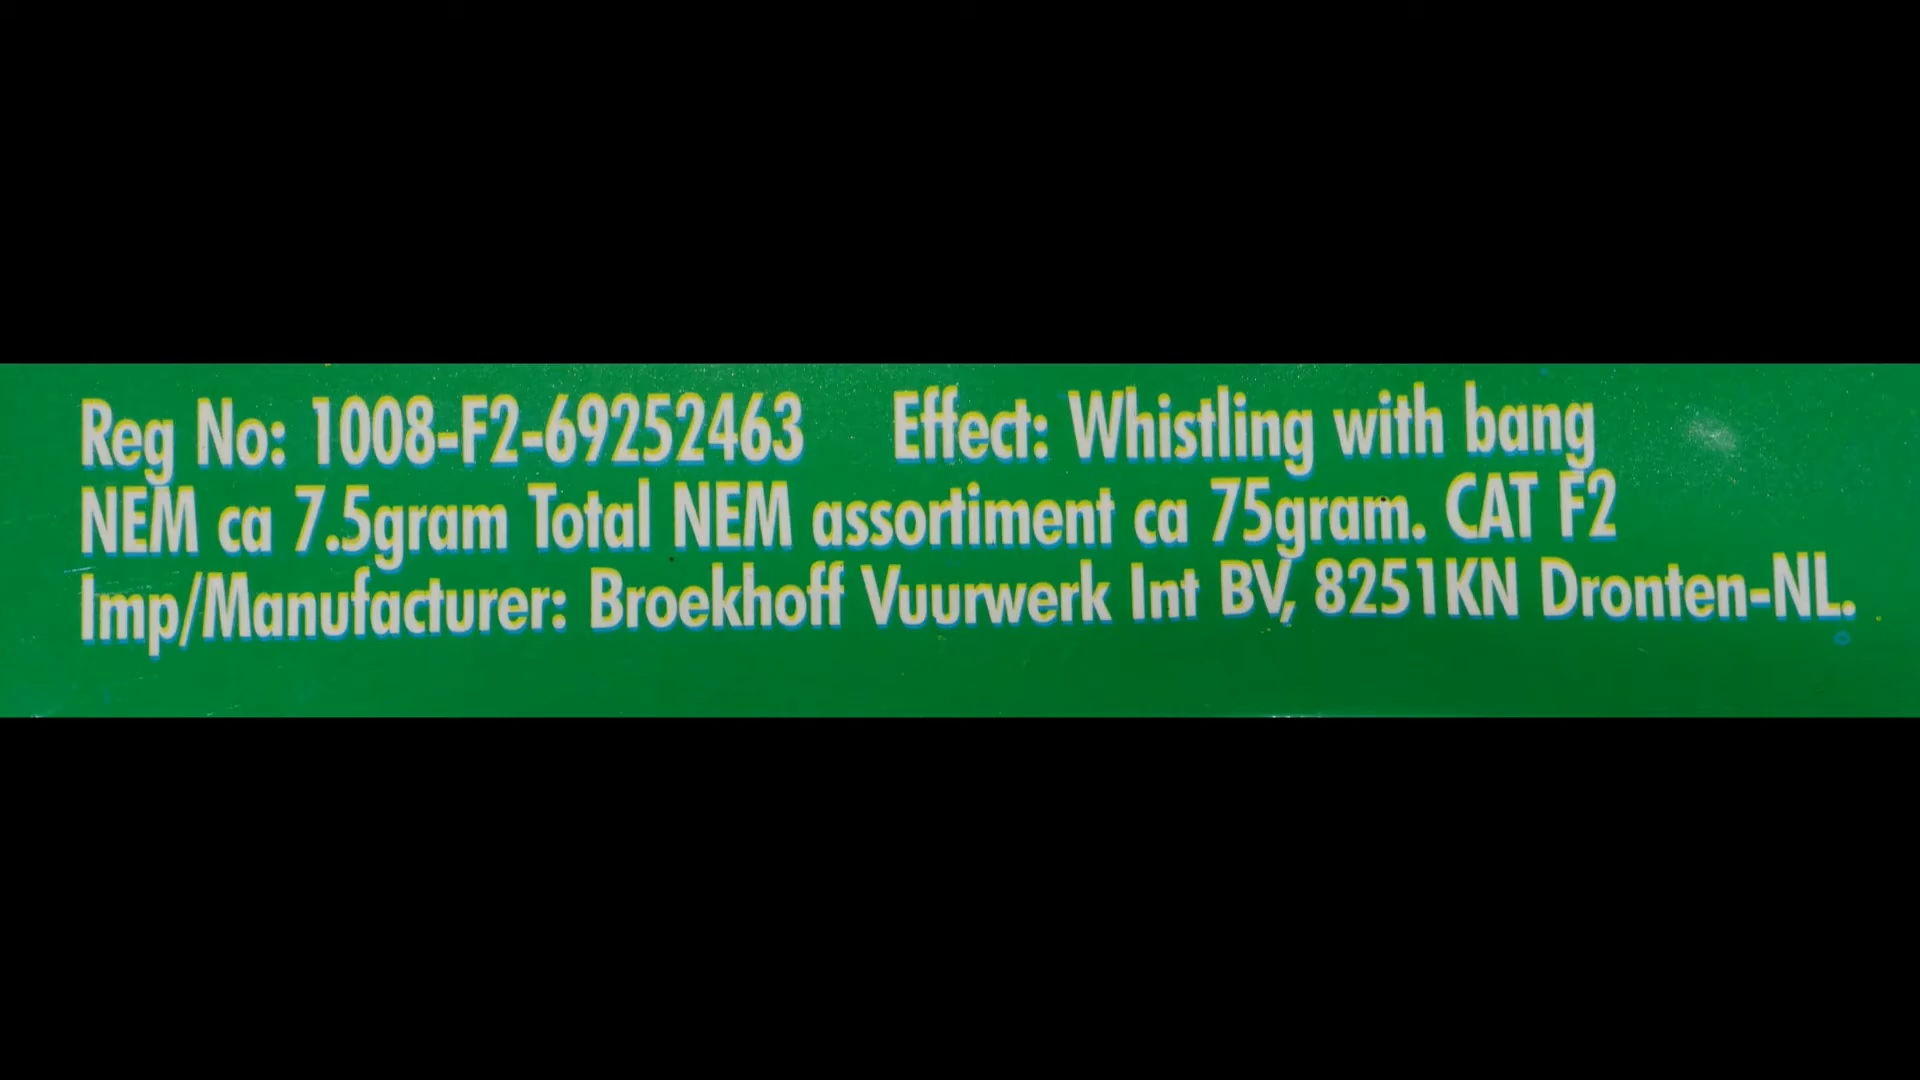 Reg No: 1008-F2-69252463 Effect: Whistling with bang
NEM ca 7.5gram Total NEM assortiment ca 75gram. CAT F2
Imp/Manufacturer: Broekhoff Vuurwerk Int BV, 8251KN Dronten-NL.